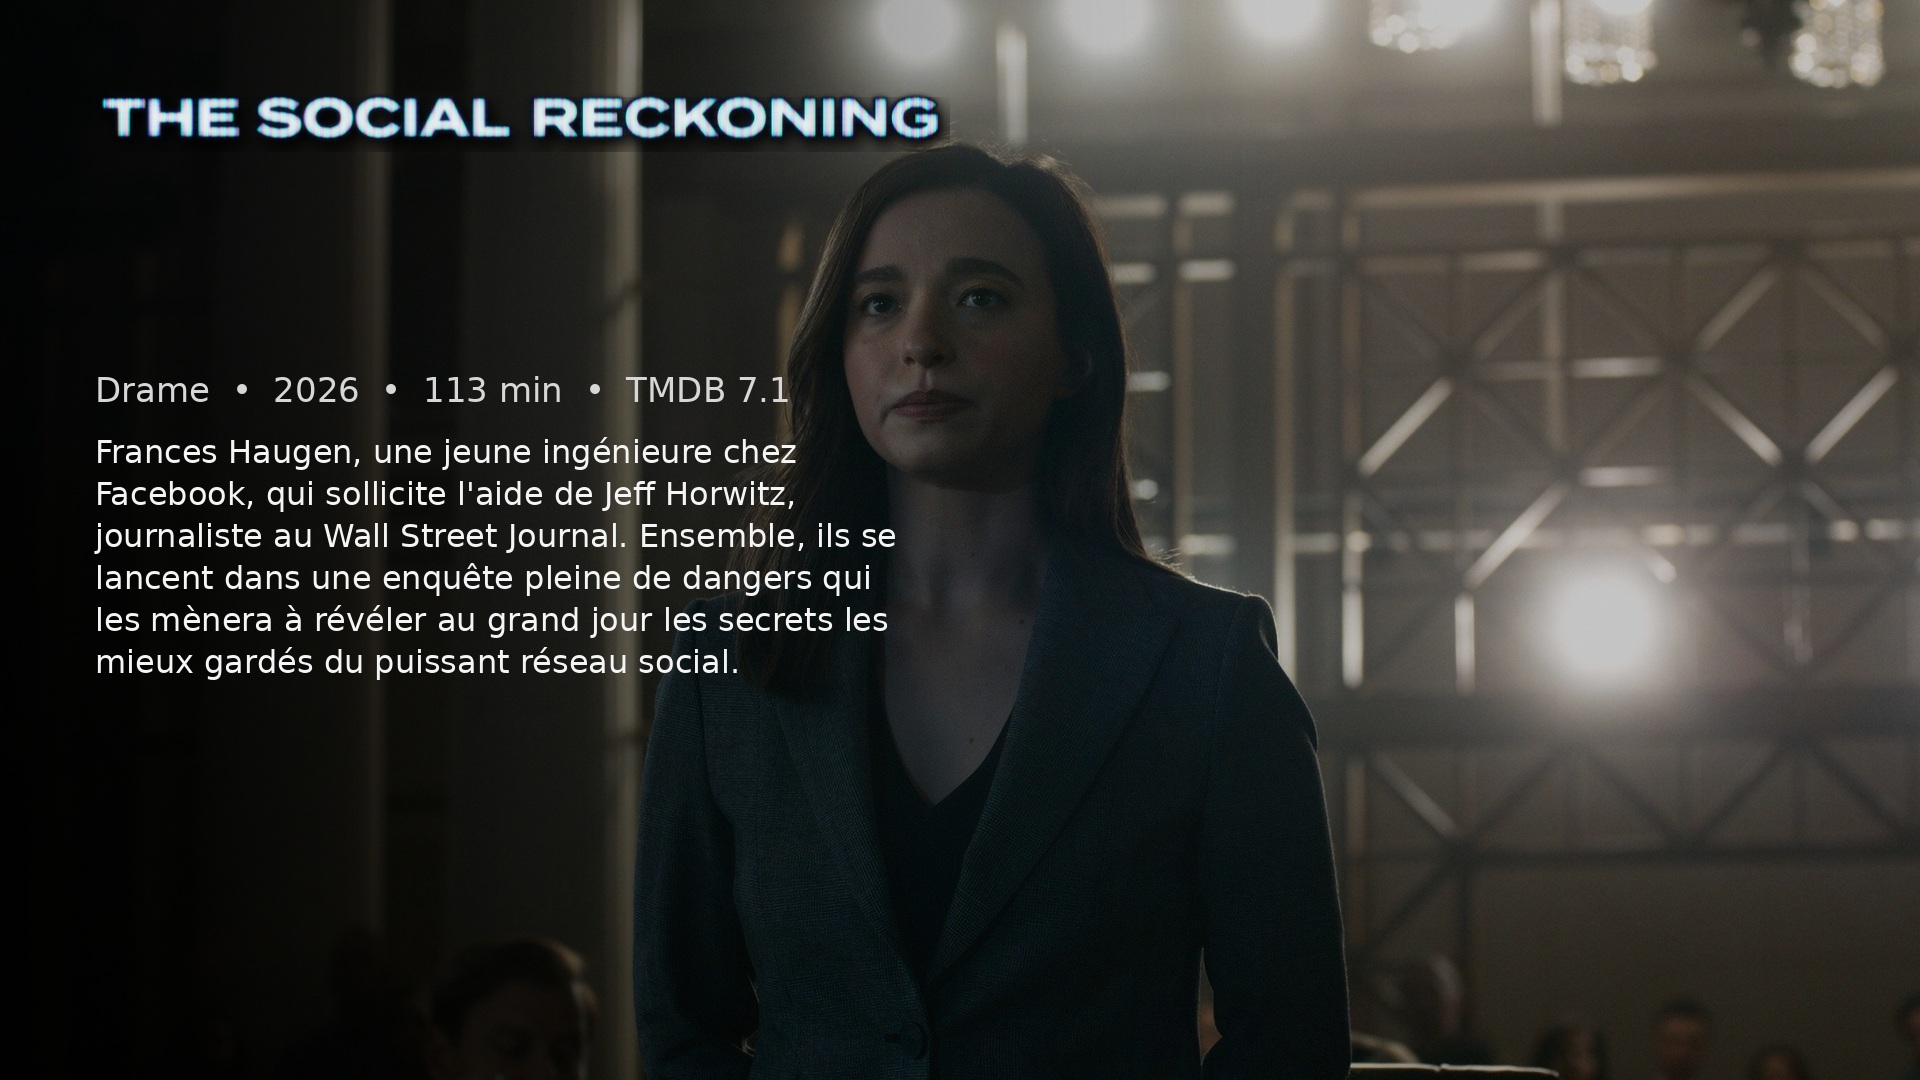 THE SOCIAL RECKONING
Drame • 2026 • 113 min • TMDB 7.1
Frances Haugen, une jeune ingénieure chez
Facebook, qui sollicite l'aide de Jeff Horwitz,
journaliste au Wall Street Journal. Ensemble, ils se
lancent dans une enquête pleine de dangers qui
les mènera à révéler au grand jour les secrets les
mieux gardés du puissant réseau social.